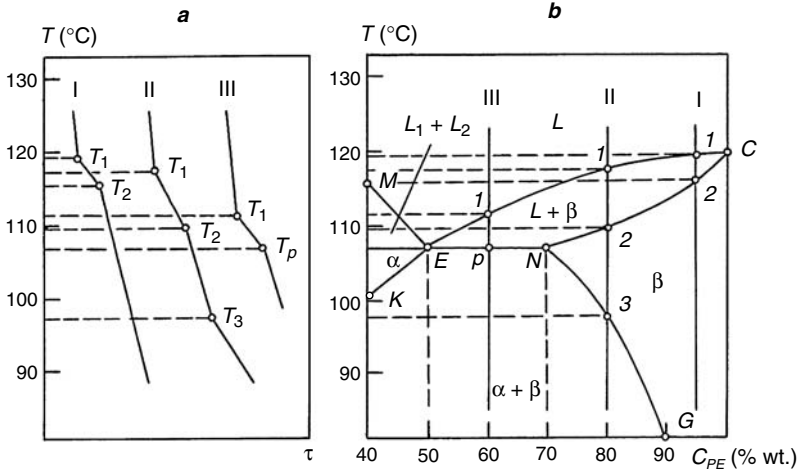 a
T (°C)
130
120
110
100
90
I
II
III
T1
T2
T1
T2
T3
T1
Tp
τ
b
T (°C)
130
120
110
100
90
III
II
I
L1 + L2
L
1
1
1
C
M
2
L + β
2
α
E
p
N
K
β
3
α + β
G
40
50
60
70
80
90
CPE (% wt.)